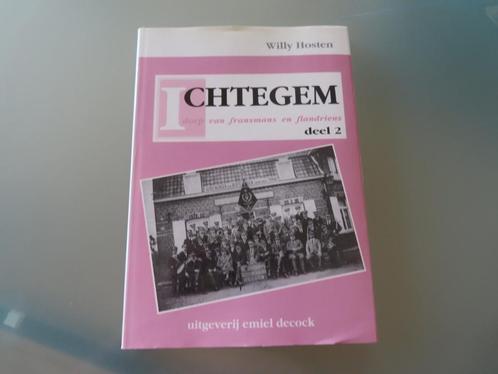 Willy Hosten
ICHTEGEM
dorp van fransmans en flandriens
deel 2
uitgeverij emiel decock